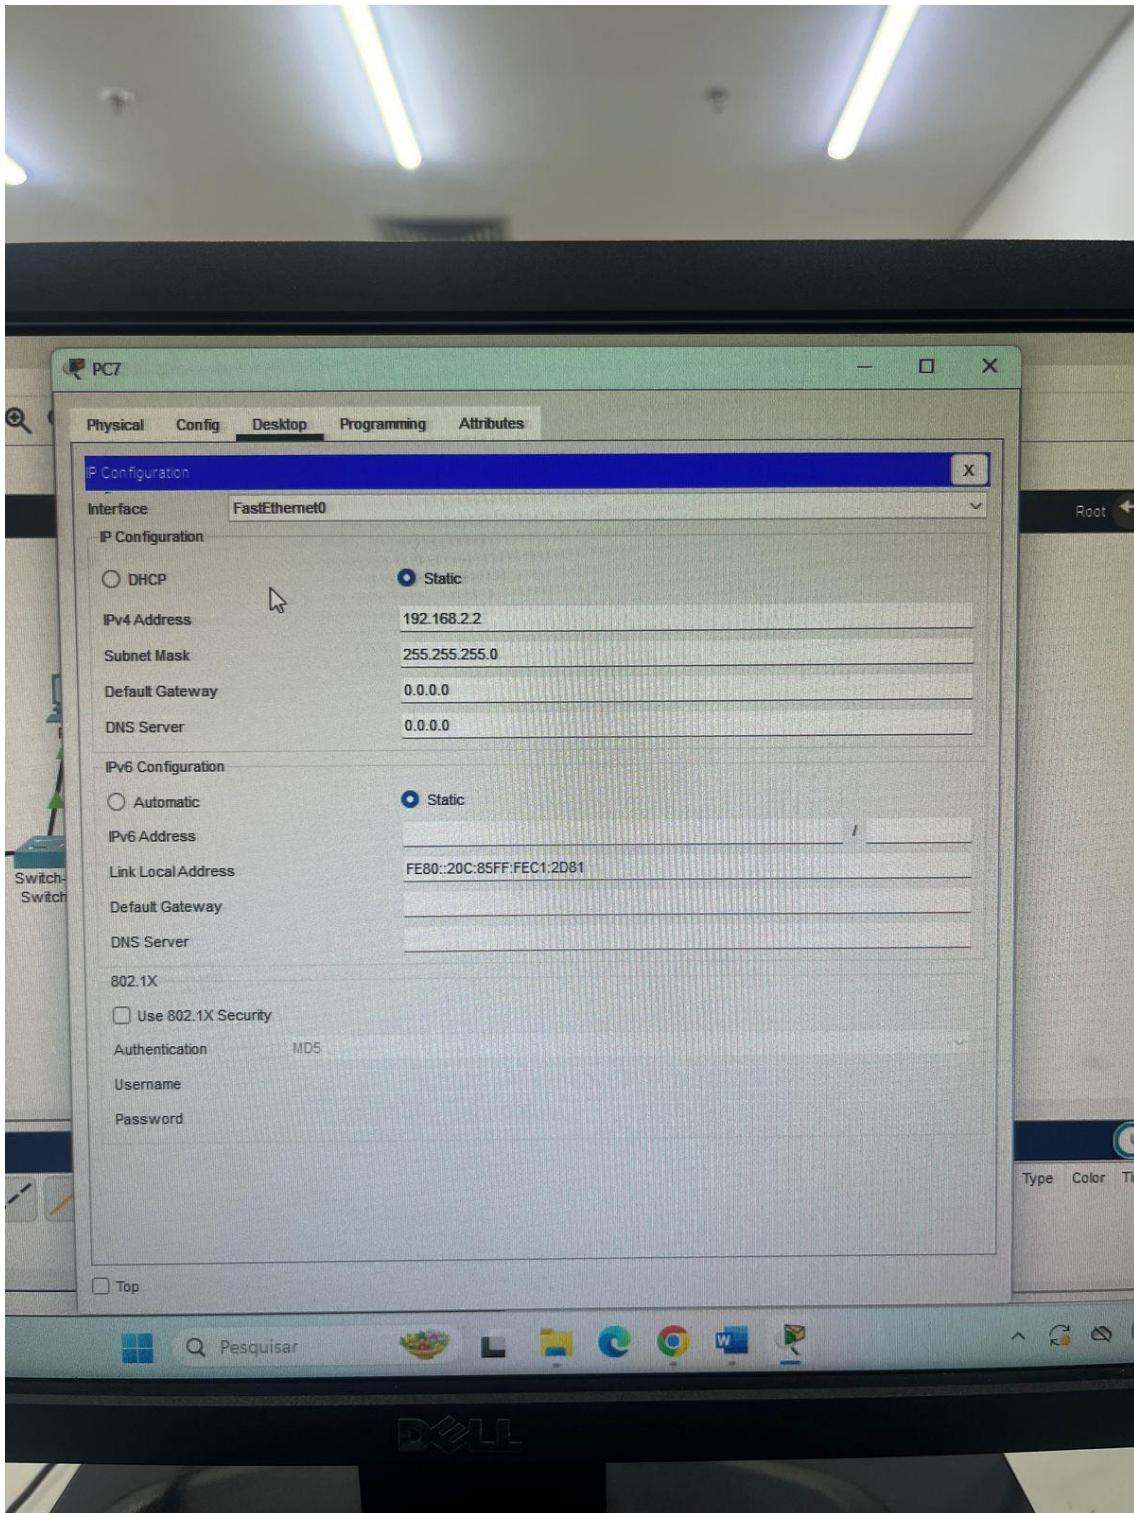 PC7
Physical Config Desktop Programming Attributes
IP Configuration X
Interface FastEthernet0
Root
IP Configuration
DHCP Static
IPv4 Address 192.168.2.2
Subnet Mask 255.255.255.0
Default Gateway 0.0.0.0
DNS Server 0.0.0.0
IPv6 Configuration
Automatic Static
IPv6 Address /
Link Local Address FE80::20C:85FF:FEC1:2D81
Switch-
Switch
Default Gateway
DNS Server
802.1X
Use 802.1X Security
Authentication MD5
Username
Password
Type Color
Top
Pesquisar
DELL